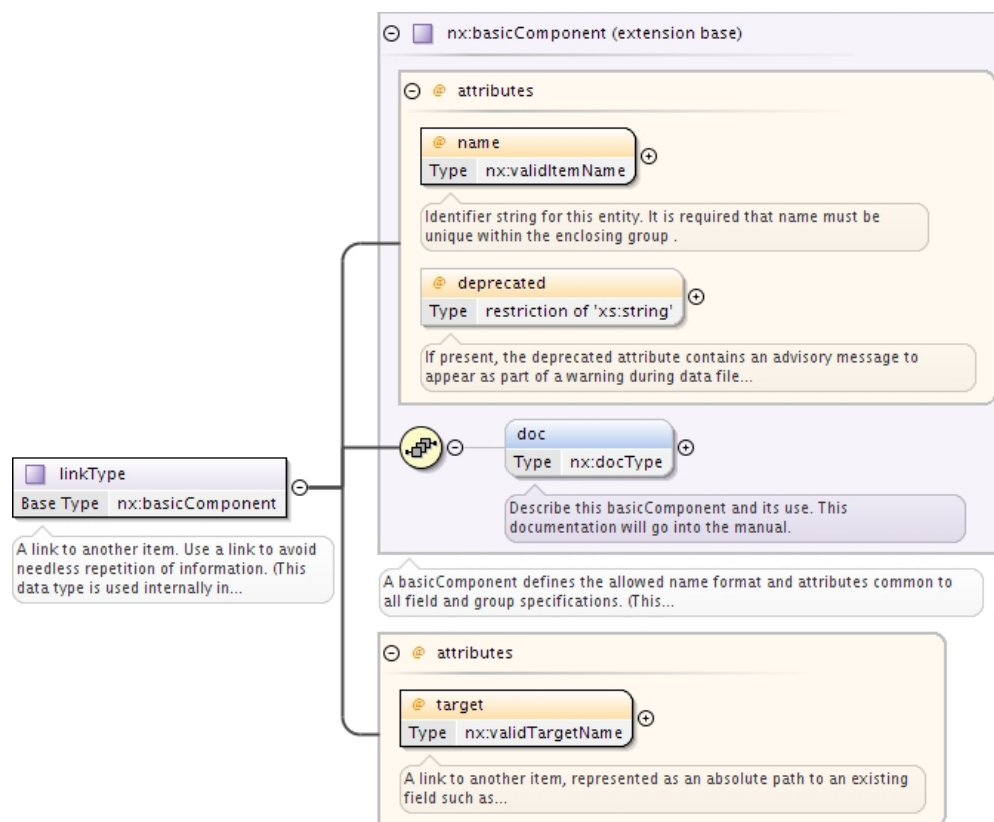 nx:basicComponent (extension base)
@ attributes
@ name
Type nx:validItemName
Identifier string for this entity. It is required that name must be
unique within the enclosing group .
@ deprecated
Type restriction of 'xs:string'
If present, the deprecated attribute contains an advisory message to
appear as part of a warning during data file...
doc
Type nx:docType
Describe this basicComponent and its use. This
documentation will go into the manual.
linkType
Base Type nx:basicComponent
A link to another item. Use a link to avoid
needless repetition of information. (This
data type is used internally in...
A basicComponent defines the allowed name format and attributes common to
all field and group specifications. (This...
@ attributes
@ target
Type nx:validTargetName
A link to another item, represented as an absolute path to an existing
field such as...